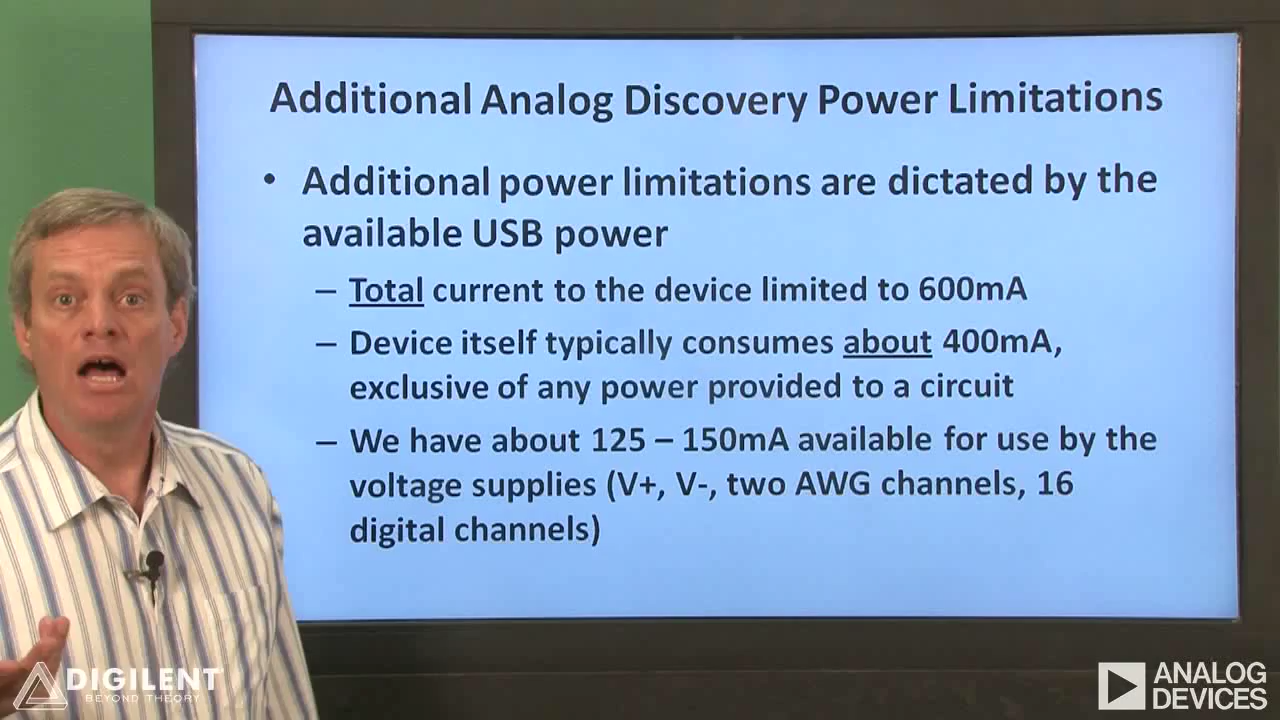 Additional Analog Discovery Power Limitations
• Additional power limitations are dictated by the
available USB power
– Total current to the device limited to 600mA
– Device itself typically consumes about 400mA,
exclusive of any power provided to a circuit
– We have about 125 – 150mA available for use by the
voltage supplies (V+, V-, two AWG channels, 16
digital channels)
DIGILENT
BEYOND THEORY
ANALOG
DEVICES